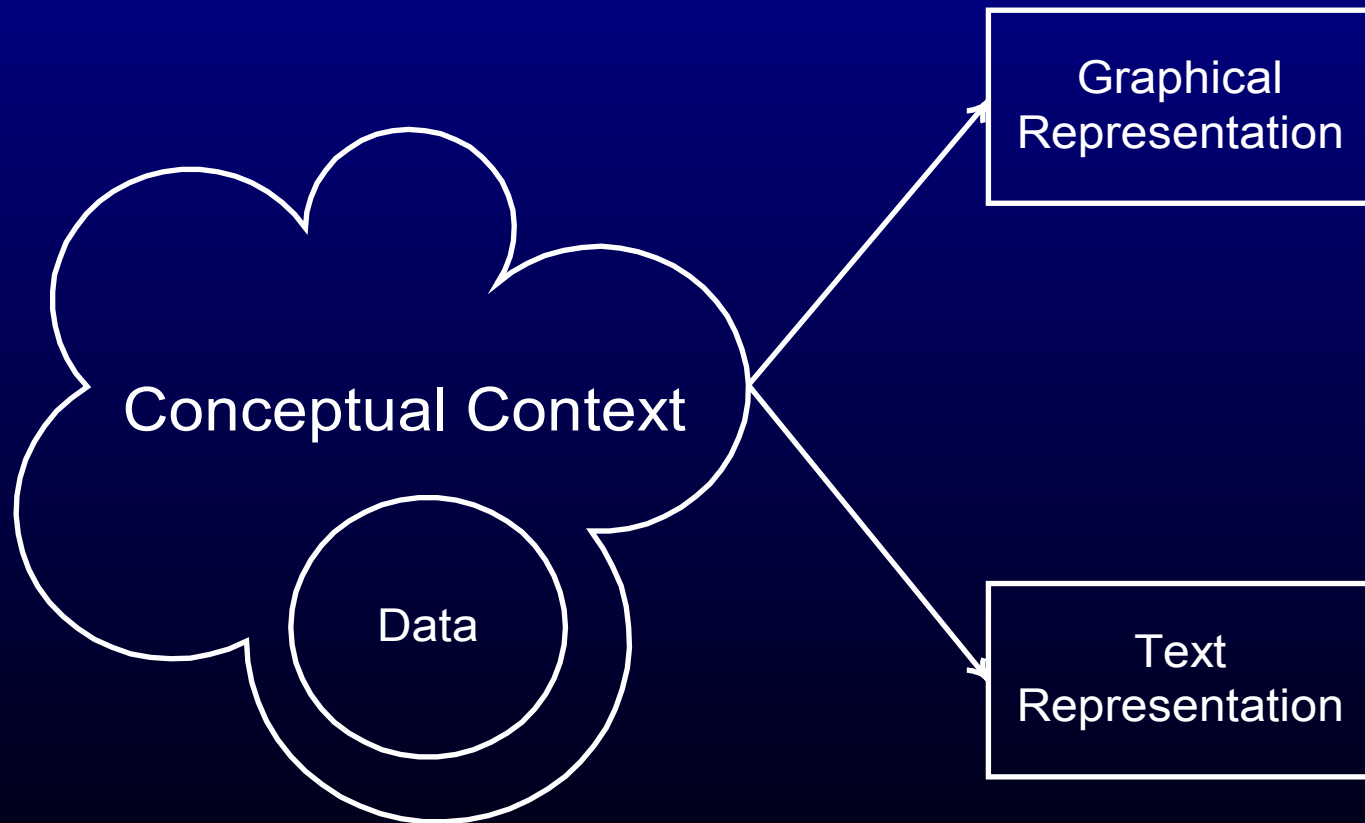 Graphical
Representation
Conceptual Context
Data
Text
Representation